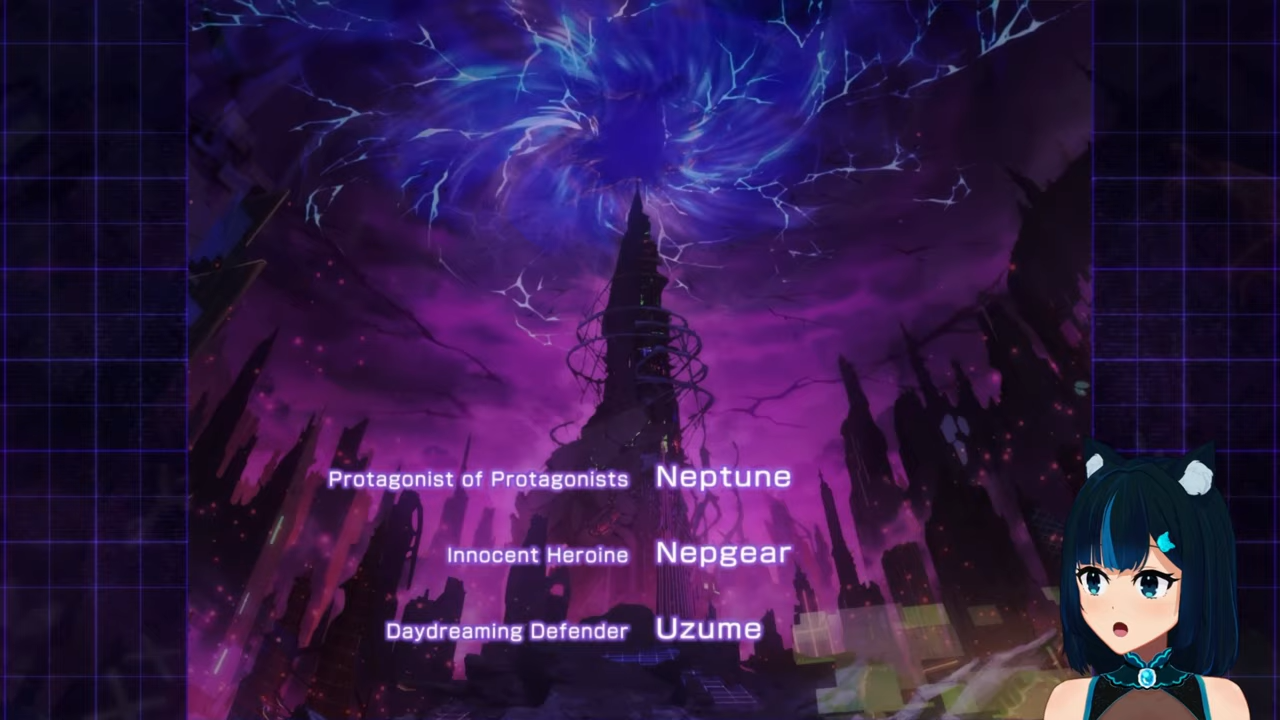 Protagonist of Protagonists Neptune
Innocent Heroine Nepgear
Daydreaming Defender Uzume